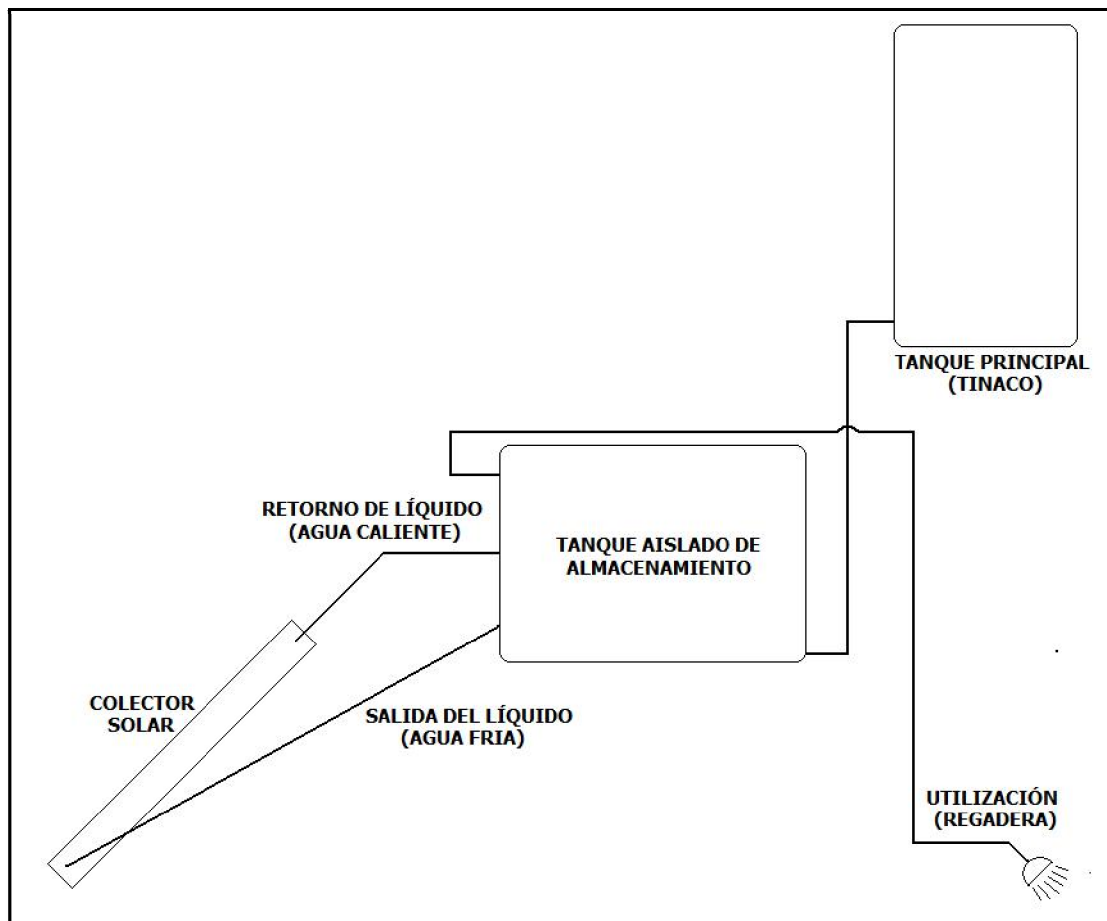 TANQUE PRINCIPAL
(TINACO)
RETORNO DE LÍQUIDO
(AGUA CALIENTE)
TANQUE AISLADO DE
ALMACENAMIENTO
COLECTOR
SOLAR
SALIDA DEL LÍQUIDO
(AGUA FRIA)
UTILIZACIÓN
(REGADERA)